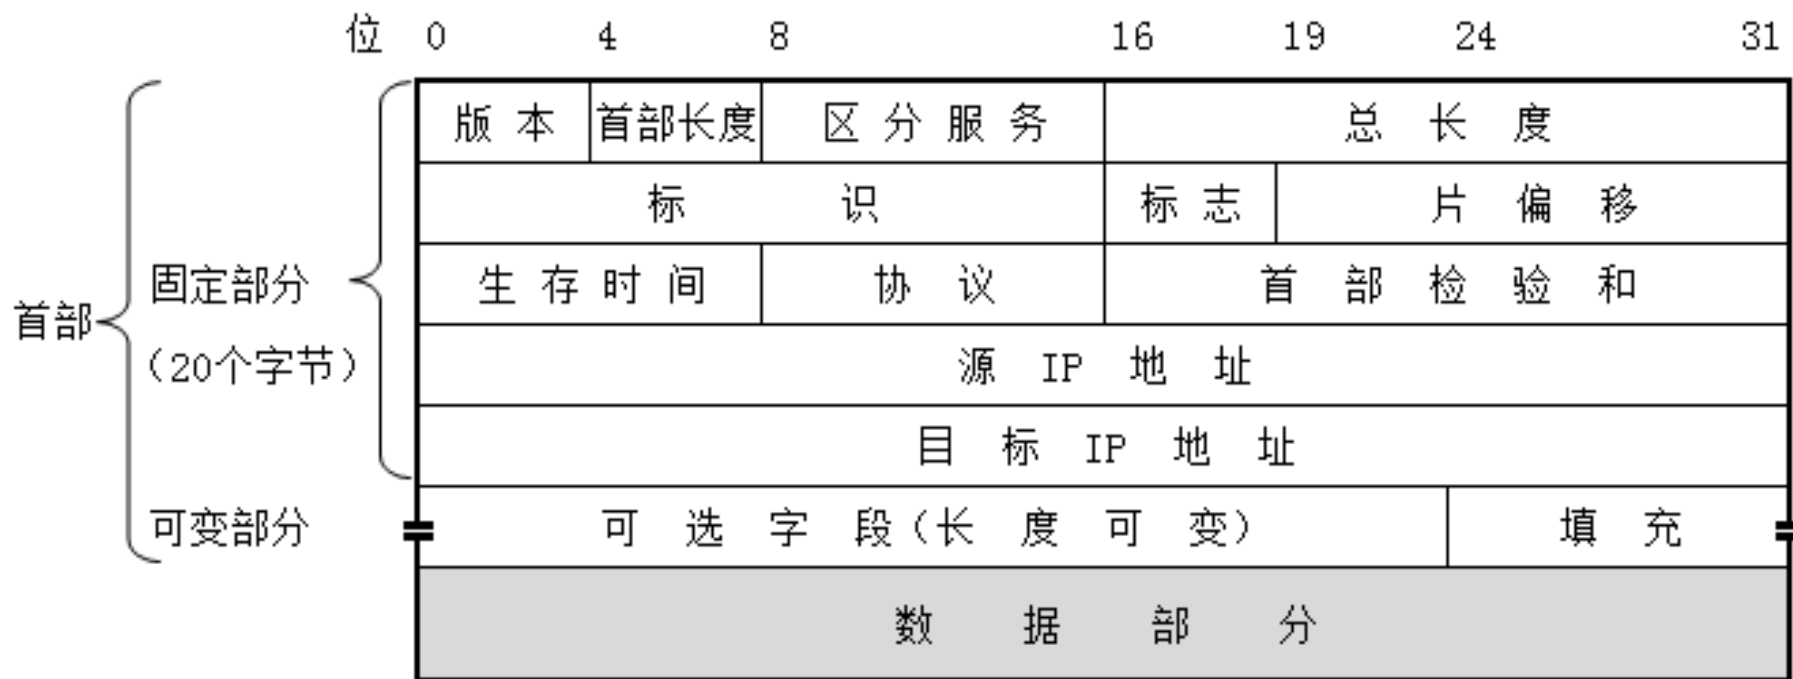 位 0 4 8 16 19 24 31
版本 首部长度 区分服务 总长度
标识 标志 片偏移
固定部分 生存时间 协议 首部检验和
首部
（20个字节） 源 IP 地址
目标 IP 地址
可变部分 可选字段（长度可变） 填充
数据部分